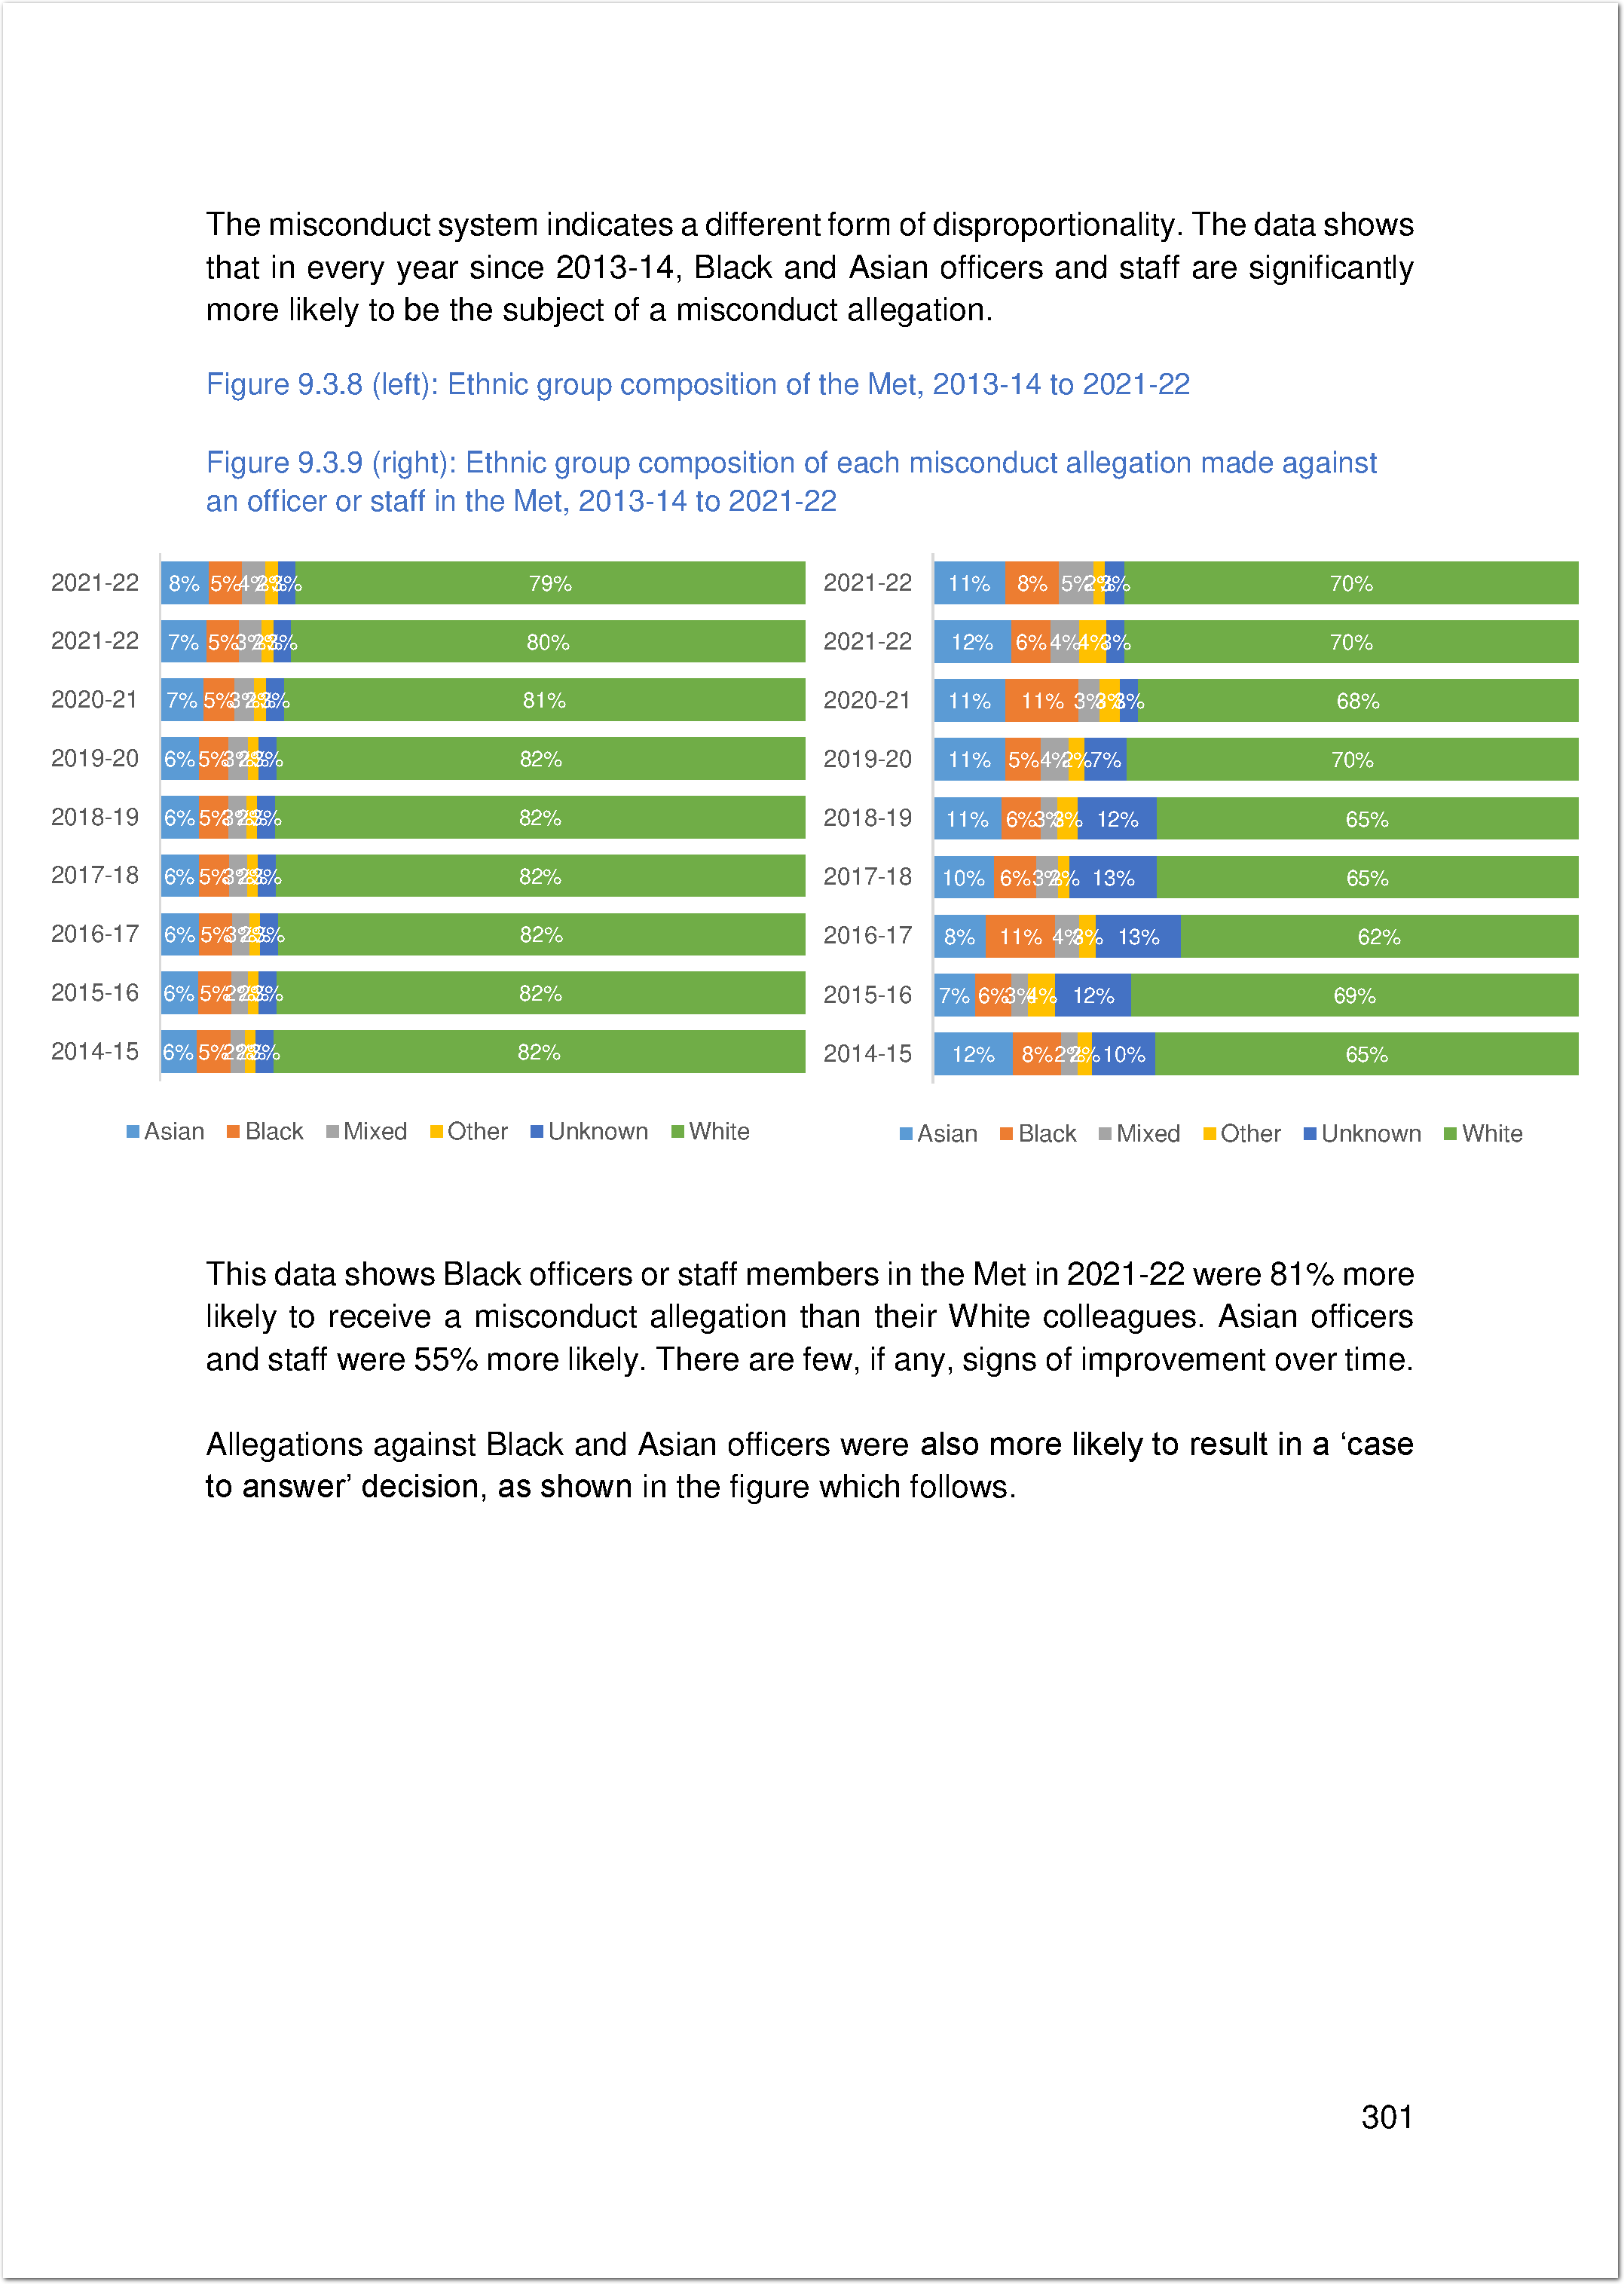 The misconduct system indicates a different form of disproportionality. The data shows
that in every year since 2013-14, Black and Asian officers and staff are significantly
more likely to be the subject of a misconduct allegation.
Figure 9.3.8 (left): Ethnic group composition of the Met, 2013-14 to 2021-22
Figure 9.3.9 (right): Ethnic group composition of each misconduct allegation made against
an officer or staff in the Met, 2013-14 to 2021-22
2021-22 8% 5% 4% 2% 3% 79%
2021-22 7% 5% 3% 2% 3% 80%
2020-21 7% 5% 3% 2% 3% 81%
2019-20 6% 5% 3% 2% 3% 82%
2018-19 6% 5% 3% 2% 3% 82%
2017-18 6% 5% 3% 2% 3% 82%
2016-17 6% 5% 3% 2% 3% 82%
2015-16 6% 5% 2% 2% 3% 82%
2014-15 6% 5% 2% 2% 3% 82%
Asian Black Mixed Other Unknown White
2021-22 11% 8% 5% 2% 3% 70%
2021-22 12% 6% 4% 4% 3% 70%
2020-21 11% 11% 3% 3% 3% 68%
2019-20 11% 5% 4% 2% 7% 70%
2018-19 11% 6% 3% 3% 12% 65%
2017-18 10% 6% 3% 2% 13% 65%
2016-17 8% 11% 4% 3% 13% 62%
2015-16 7% 6% 3% 4% 12% 69%
2014-15 12% 8% 2% 2% 10% 65%
Asian Black Mixed Other Unknown White
This data shows Black officers or staff members in the Met in 2021-22 were 81% more
likely to receive a misconduct allegation than their White colleagues. Asian officers
and staff were 55% more likely. There are few, if any, signs of improvement over time.
Allegations against Black and Asian officers were also more likely to result in a ‘case
to answer’ decision, as shown in the figure which follows.
301